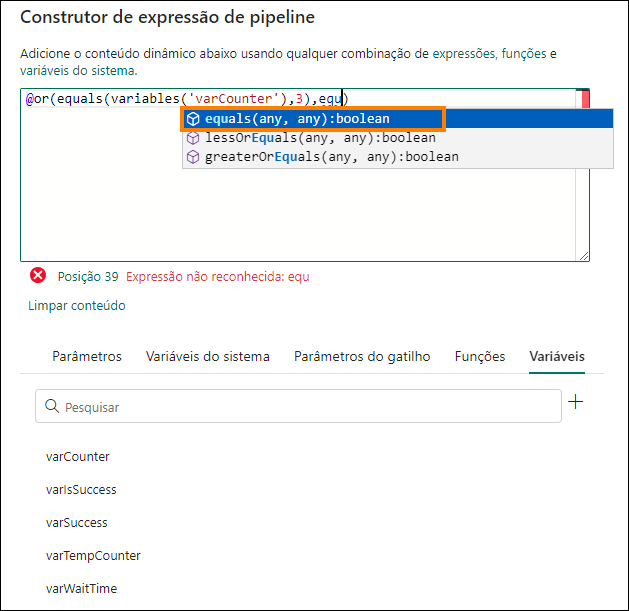 Construtor de expressão de pipeline
Adicione o conteúdo dinâmico abaixo usando qualquer combinação de expressões, funções e
variáveis do sistema.
@or(equals(variables('varCounter'),3),equ)
equals(any, any):boolean
lessOrEquals(any, any):boolean
greaterOrEquals(any, any):boolean
Posição 39 Expressão não reconhecida: equ
Limpar conteúdo
Parâmetros Variáveis do sistema Parâmetros do gatilho Funções Variáveis
Pesquisar
varCounter
varIsSuccess
varSuccess
varTempCounter
varWaitTime